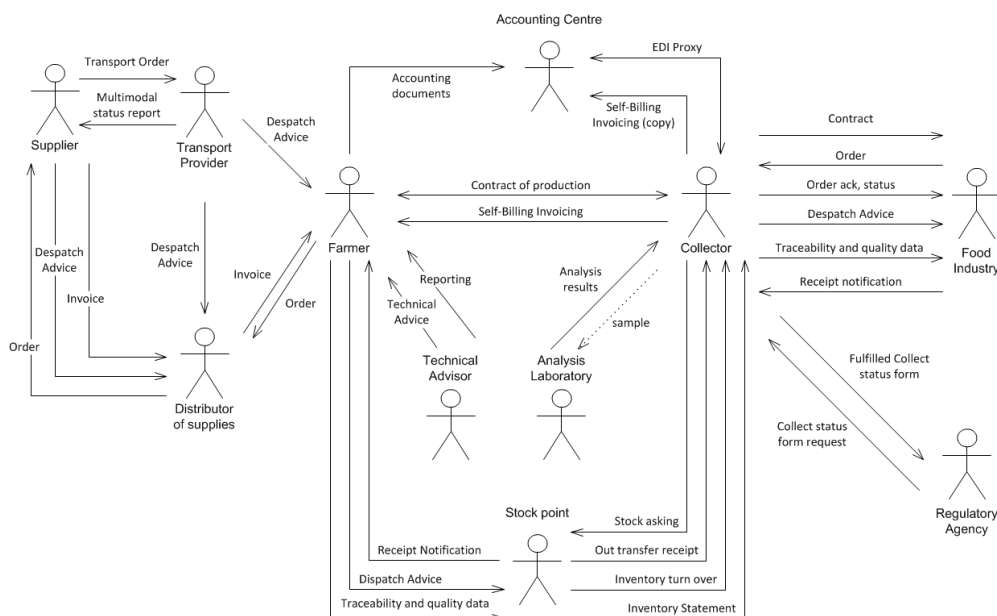 Accounting Centre
EDI Proxy
Transport Order
Accounting
documents
Multimodal
status report
Self-Billing
Invoicing (copy)
Contract
Supplier
Transport
Provider
Despatch
Advice
Order
Contract of production
Order ack, status
Self-Billing Invoicing
Despatch Advice
Farmer
Collector
Food
Industry
Traceability and quality data
Despatch
Advice
Despatch
Advice
Invoice
Reporting
Analysis
results
Receipt notification
Invoice
Order
Technical
Advice
sample
Order
Technical
Advisor
Analysis
Laboratory
Fulfilled Collect
status form
Distributor
of supplies
Collect status
form request
Regulatory
Agency
Stock point
Stock asking
Receipt Notification
Out transfer receipt
Dispatch Advice
Inventory turn over
Traceability and quality data
Inventory Statement